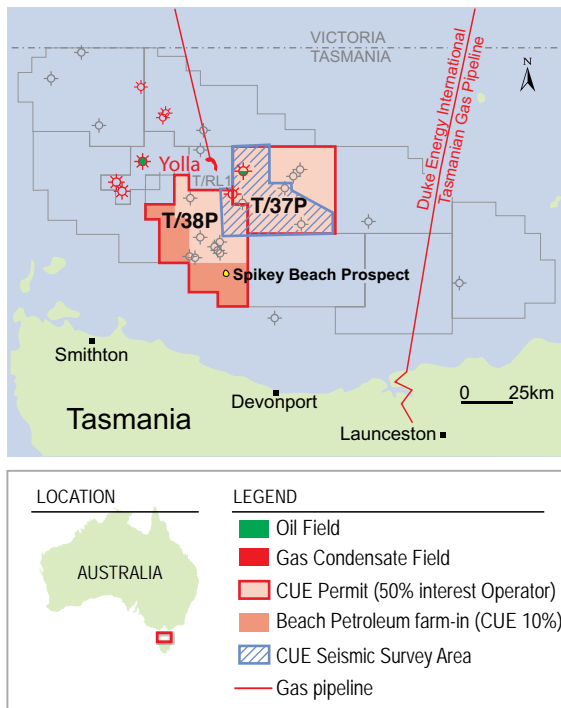 VICTORIA
TASMANIA
N
Duke Energy International
Tasmanian Gas Pipeline
Yolla
T/RL1
T/37P
T/38P
Spikey Beach Prospect
Smithton
Devonport
0 25km
Tasmania
Launceston
LOCATION
AUSTRALIA
LEGEND
Oil Field
Gas Condensate Field
CUE Permit (50% interest Operator)
Beach Petroleum farm-in (CUE 10%)
CUE Seismic Survey Area
Gas pipeline